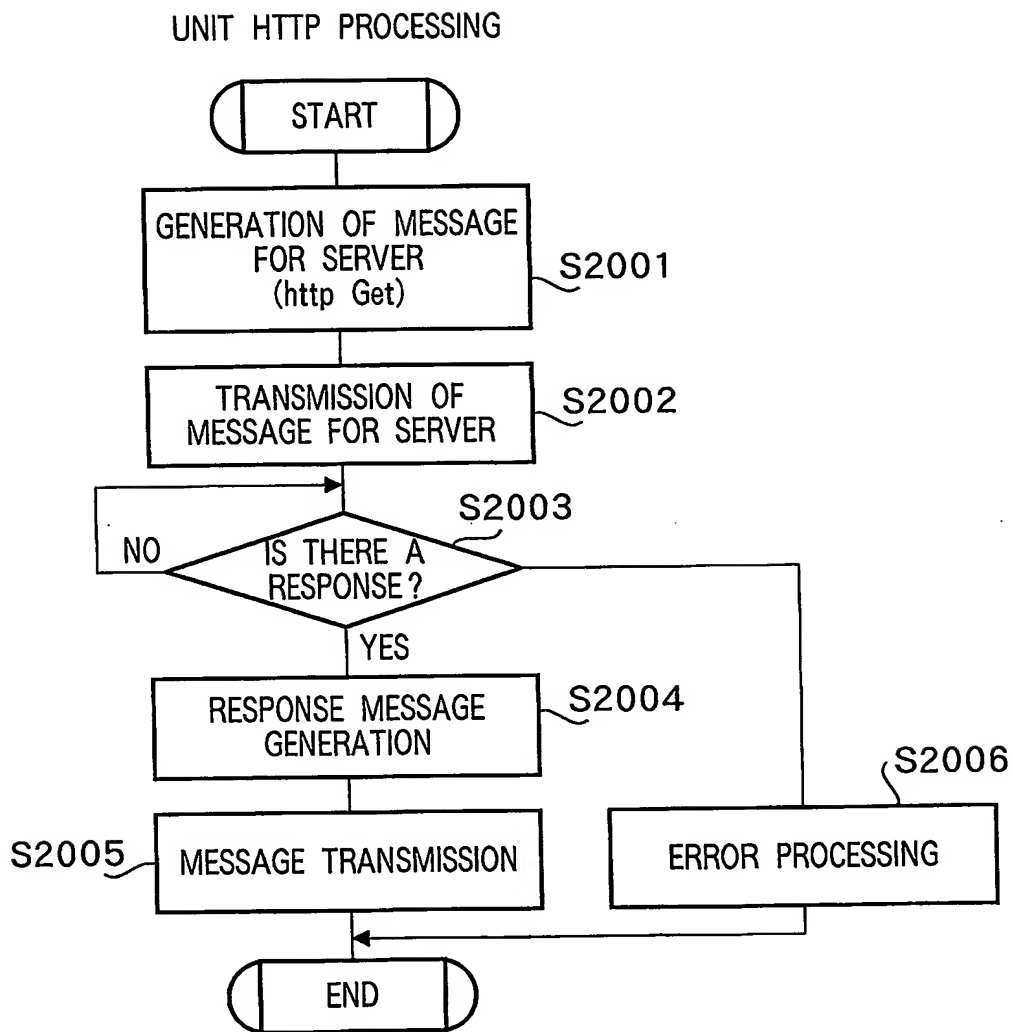 UNIT HTTP PROCESSING
START
GENERATION OF MESSAGE
FOR SERVER
(http Get)
S2001
TRANSMISSION OF
MESSAGE FOR SERVER
S2002
S2003
NO
IS THERE A
RESPONSE?
YES
RESPONSE MESSAGE
GENERATION
S2004
S2006
S2005
MESSAGE TRANSMISSION
ERROR PROCESSING
END